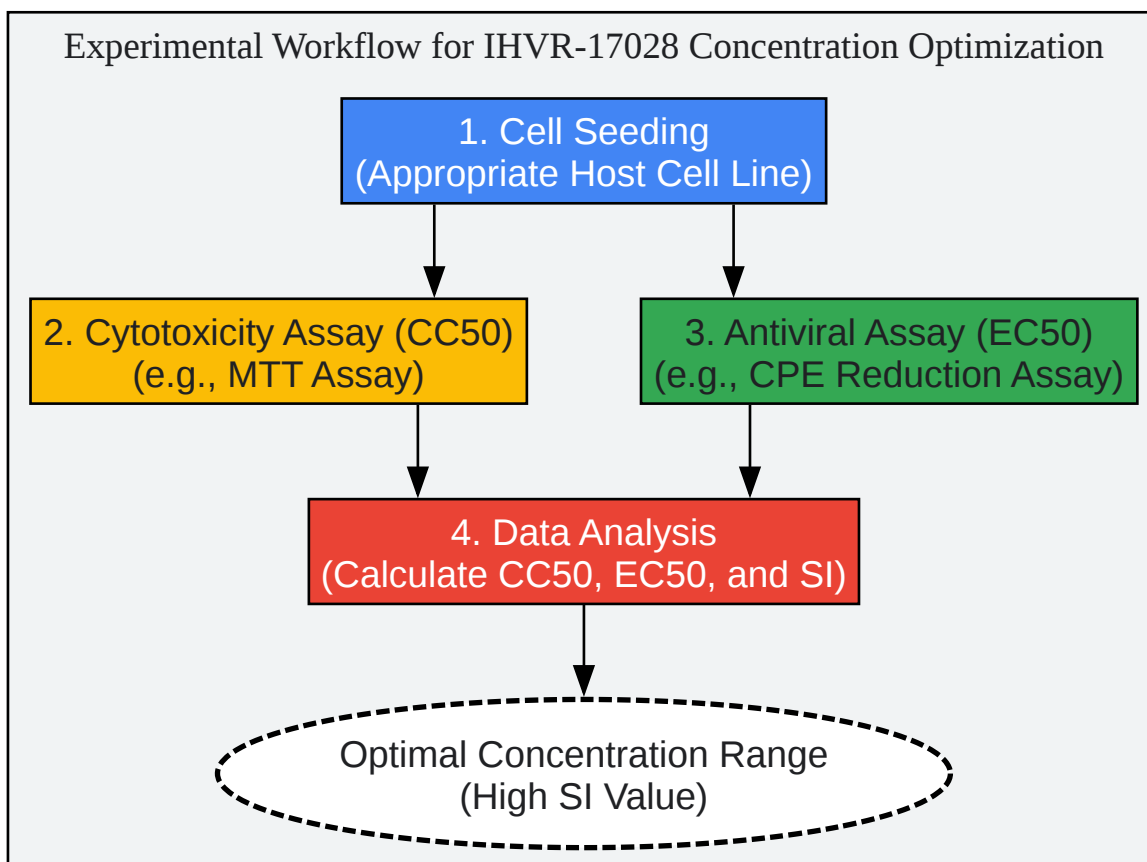 Experimental Workflow for IHVR-17028 Concentration Optimization
1. Cell Seeding
(Appropriate Host Cell Line)
2. Cytotoxicity Assay (CC50)
(e.g., MTT Assay)
3. Antiviral Assay (EC50)
(e.g., CPE Reduction Assay)
4. Data Analysis
(Calculate CC50, EC50, and SI)
Optimal Concentration Range
(High SI Value)